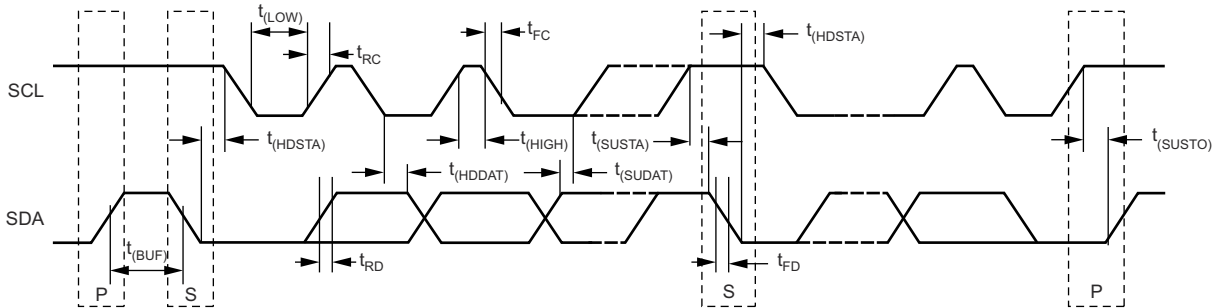 t(LOW)
tRC
tFC
t(HDSTA)
SCL
t(HDSTA)
t(HIGH)
t(SUSTA)
t(SUSTO)
t(HDDAT)
t(SUDAT)
SDA
t(BUF)
tRD
tFD
P
S
S
P